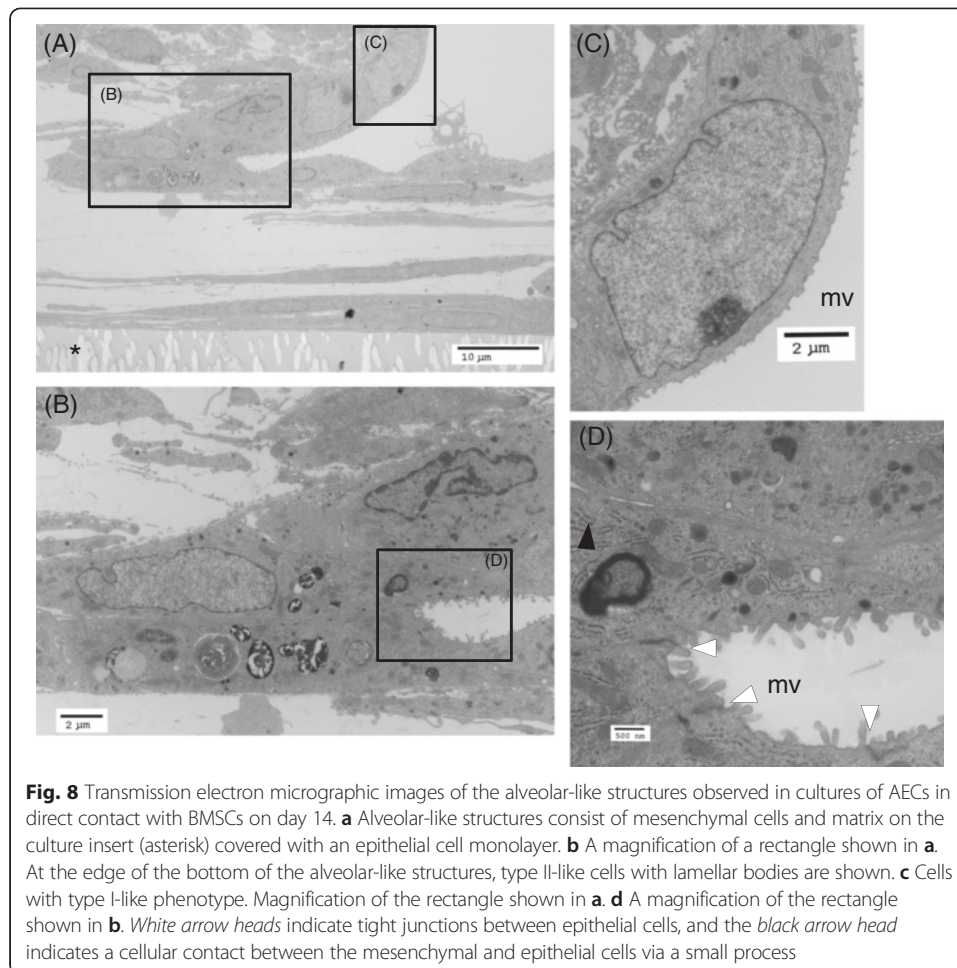 (A)
(C)
(B)
*
10 μm
(C)
mv
2 μm
(B)
(D)
2 μm
(D)
mv
500 nm
Fig. 8 Transmission electron micrographic images of the alveolar-like structures observed in cultures of AECs in
direct contact with BMSCs on day 14. a Alveolar-like structures consist of mesenchymal cells and matrix on the
culture insert (asterisk) covered with an epithelial cell monolayer. b A magnification of a rectangle shown in a.
At the edge of the bottom of the alveolar-like structures, type II-like cells with lamellar bodies are shown. c Cells
with type I-like phenotype. Magnification of the rectangle shown in a. d A magnification of the rectangle
shown in b. White arrow heads indicate tight junctions between epithelial cells, and the black arrow head
indicates a cellular contact between the mesenchymal and epithelial cells via a small process